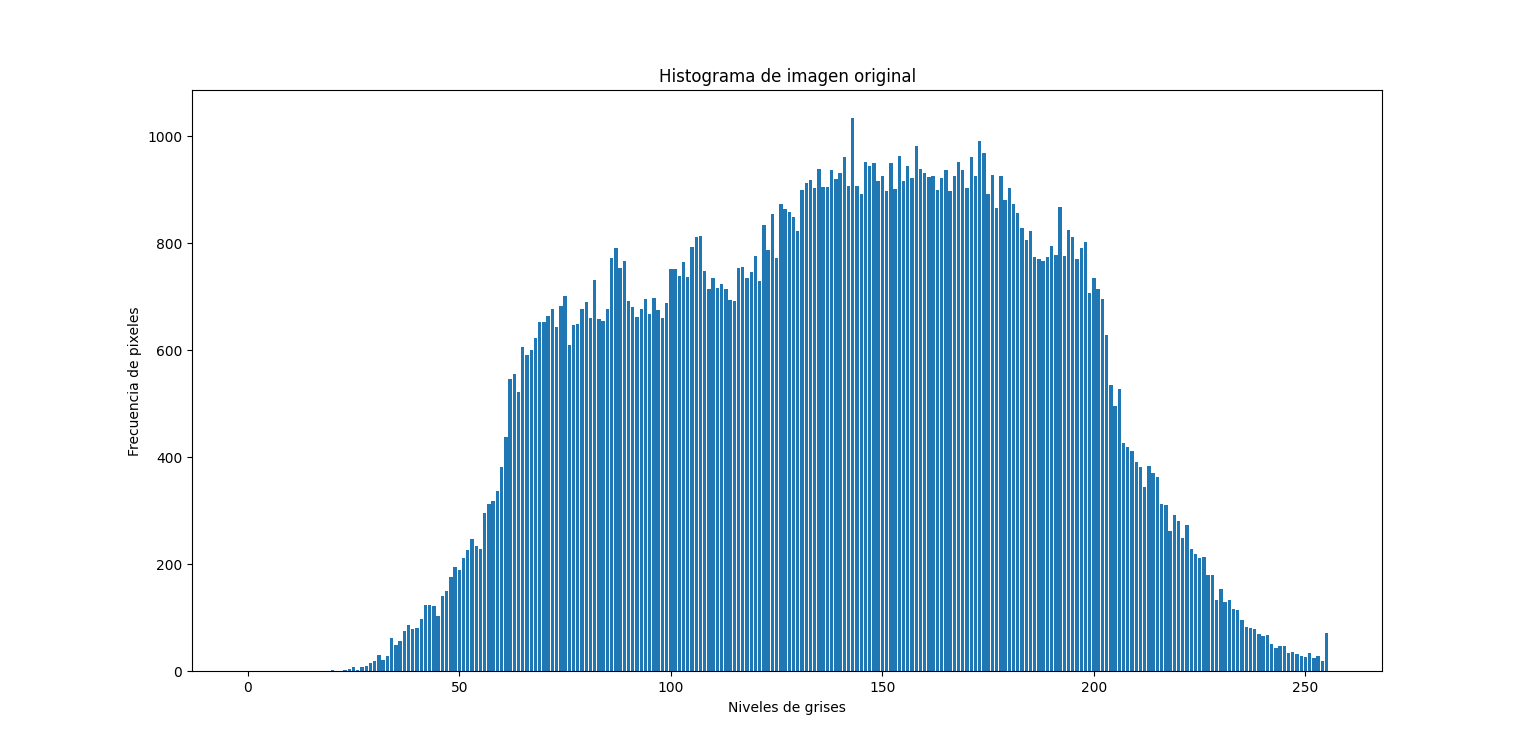 Histograma de imagen original
1000
800
600
400
200
0
Frecuencia de pixeles
0 50 100 150 200 250
Niveles de grises